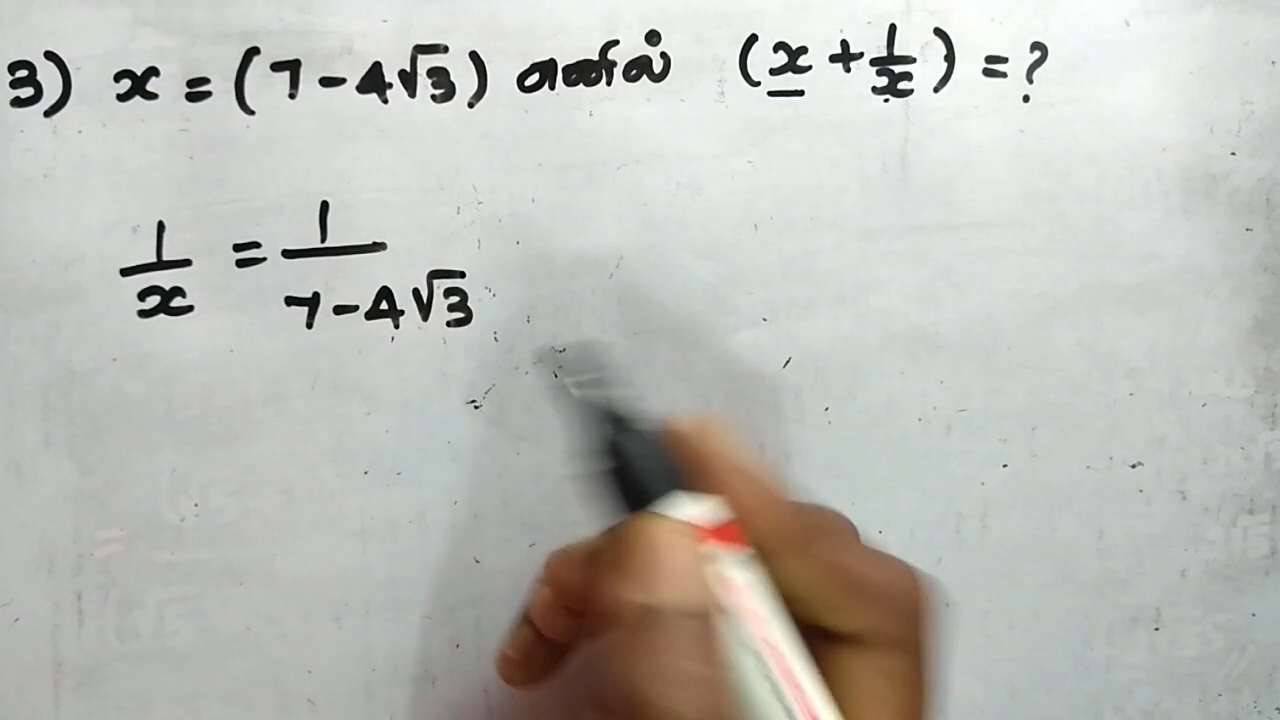 3) x = (7 - 4√3) எனில் (x + 1/x) = ?
1/x = 1/(7 - 4√3)